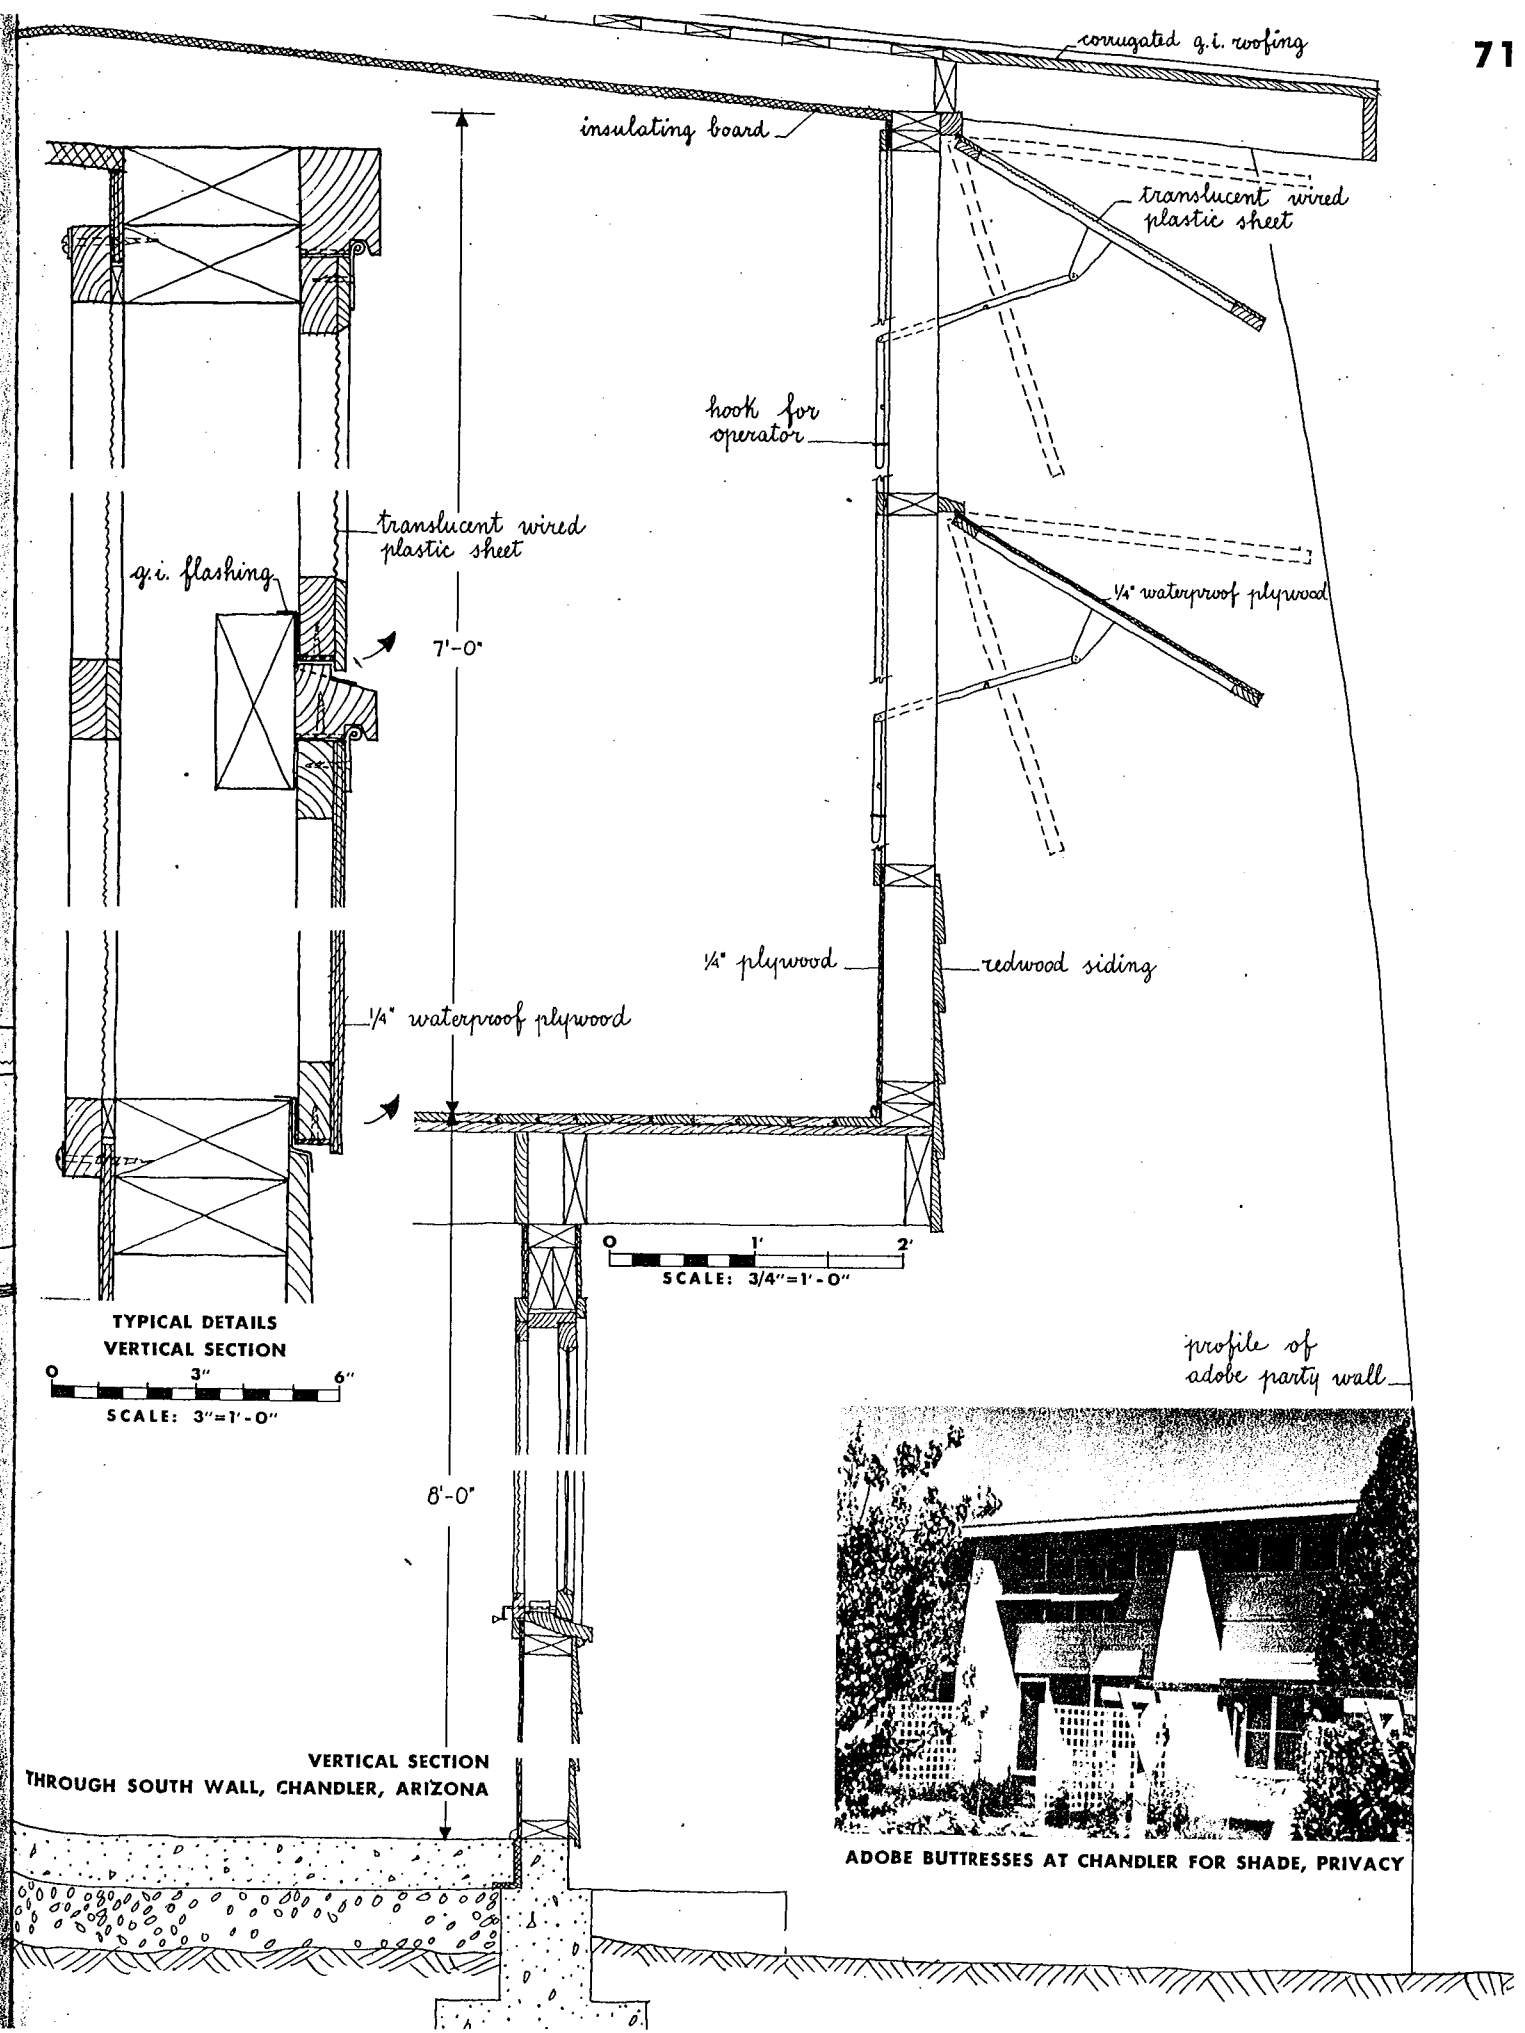 71
corrugated g.i. roofing
insulating board
translucent wired
plastic sheet
hook for
operator
translucent wired
plastic sheet
g.i. flashing
7'-0"
1/4" waterproof plywood
1/4" plywood
redwood siding
1/4" waterproof plywood
0 1' 2'
SCALE: 3/4"=1'-0"
TYPICAL DETAILS
VERTICAL SECTION
0 3" 6"
SCALE: 3"=1'-0"
profile of
adobe party wall
8'-0"
VERTICAL SECTION
THROUGH SOUTH WALL, CHANDLER, ARIZONA
ADOBE BUTTRESSES AT CHANDLER FOR SHADE, PRIVACY